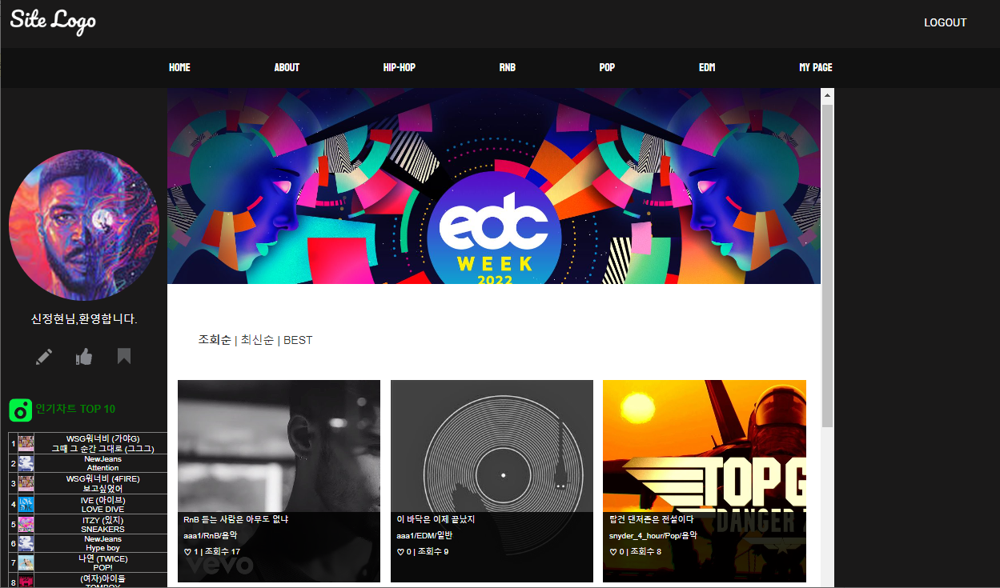 Site Logo
LOGOUT
HOME ABOUT HIP-HOP RNB POP EDM MY PAGE
edc
WEEK
2022
신정현님,환영합니다.
인기차트 TOP 10
1 WSG워너비 (가야G)
그때 그 순간 그대로 (그그그)
2 NewJeans
Attention
3 WSG워너비 (4FIRE)
보고싶었어
4 IVE (아이브)
LOVE DIVE
5 ITZY (있지)
SNEAKERS
6 NewJeans
Hype boy
7 나연 (TWICE)
POP!
8 (여자)아이들
TOMBOY
조회순 | 최신순 | BEST
RnB 듣는 사람은 아무도 없냐
aaa1/RnB/음악
♡ 1 | 조회수 17
vevo
이 바닥은 이제 끝났지
aaa1/EDM/일반
♡ 0 | 조회수 9
TOP G
DANGER
탑건 댄저존은 전설이다
snyder_4_hour/Pop/음악
♡ 0 | 조회수 8